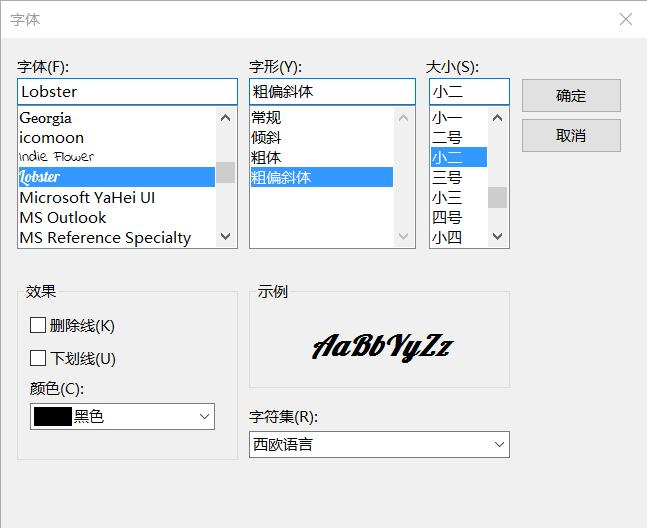 字体
字体(F):
Lobster
Georgia
icomoon
Indie Flower
Lobster
Microsoft YaHei UI
MS Outlook
MS Reference Specialty
字形(Y):
粗偏斜体
常规
倾斜
粗体
粗偏斜体
大小(S):
小二
小一
二号
小二
三号
小三
四号
小四
确定
取消
效果
删除线(K)
下划线(U)
颜色(C):
黑色
示例
AaBbYyZz
字符集(R):
西欧语言